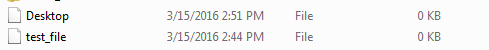 Desktop 3/15/2016 2:51 PM File 0 KB
test_file 3/15/2016 2:44 PM File 0 KB